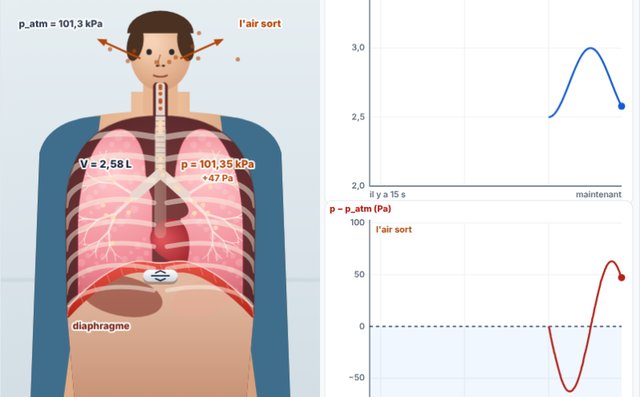 p_atm = 101,3 kPa
l'air sort
V = 2,58 L
p = 101,35 kPa
+47 Pa
diaphragme
3,0
2,5
2,0
il y a 15 s
maintenant
p − p_atm (Pa)
100
l'air sort
50
0
−50